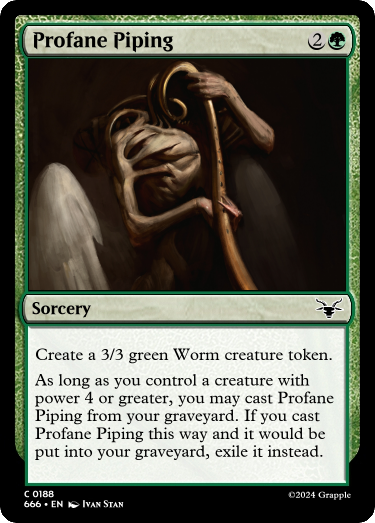 Profane Piping 2
Sorcery
Create a 3/3 green Worm creature token.
As long as you control a creature with
power 4 or greater, you may cast Profane
Piping from your graveyard. If you cast
Profane Piping this way and it would be
put into your graveyard, exile it instead.
C 0188
666 • EN Ivan Stan
©2024 Grapple